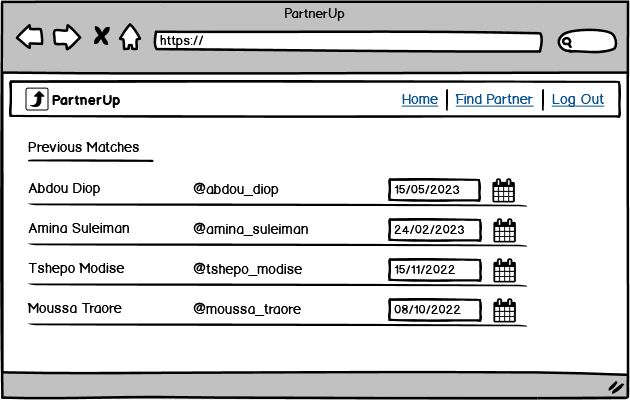 PartnerUp
https://
PartnerUp Home Find Partner Log Out
Previous Matches
Abdou Diop @abdou_diop 15/05/2023
Amina Suleiman @amina_suleiman 24/02/2023
Tshepo Modise @tshepo_modise 15/11/2022
Moussa Traore @moussa_traore 08/10/2022